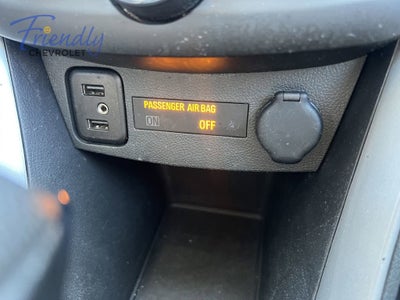 Friendly
CHEVROLET
PASSENGER AIR BAG
ON OFF